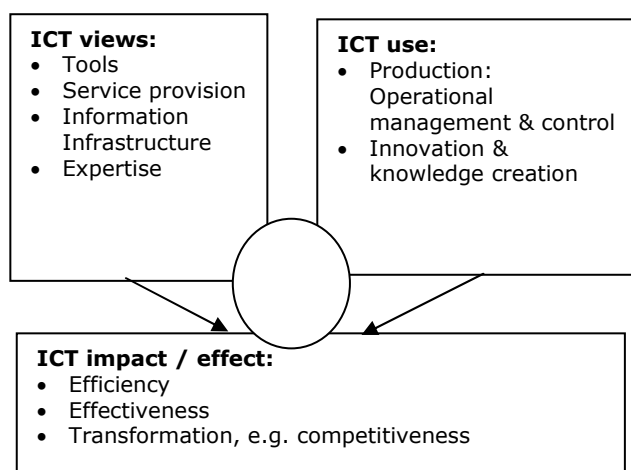 ICT views:
• Tools
• Service provision
• Information
Infrastructure
• Expertise
ICT use:
• Production:
Operational
management & control
• Innovation &
knowledge creation
ICT impact / effect:
• Efficiency
• Effectiveness
• Transformation, e.g. competitiveness